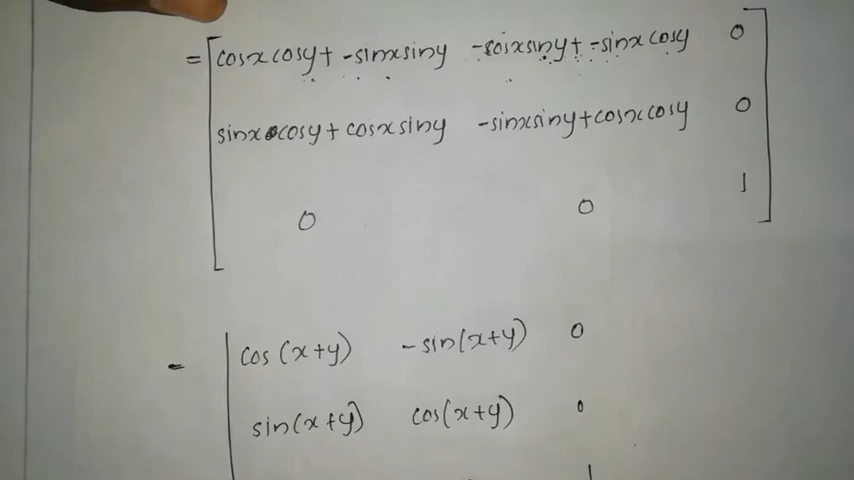 = cosx cosy + -sinx siny -cosx siny + -sinx cosy 0
sinx cosy + cosx siny -sinx siny + cosx cosy 0
0 0 1
= cos (x+y) -sin(x+y) 0
sin(x+y) cos(x+y) 0
1